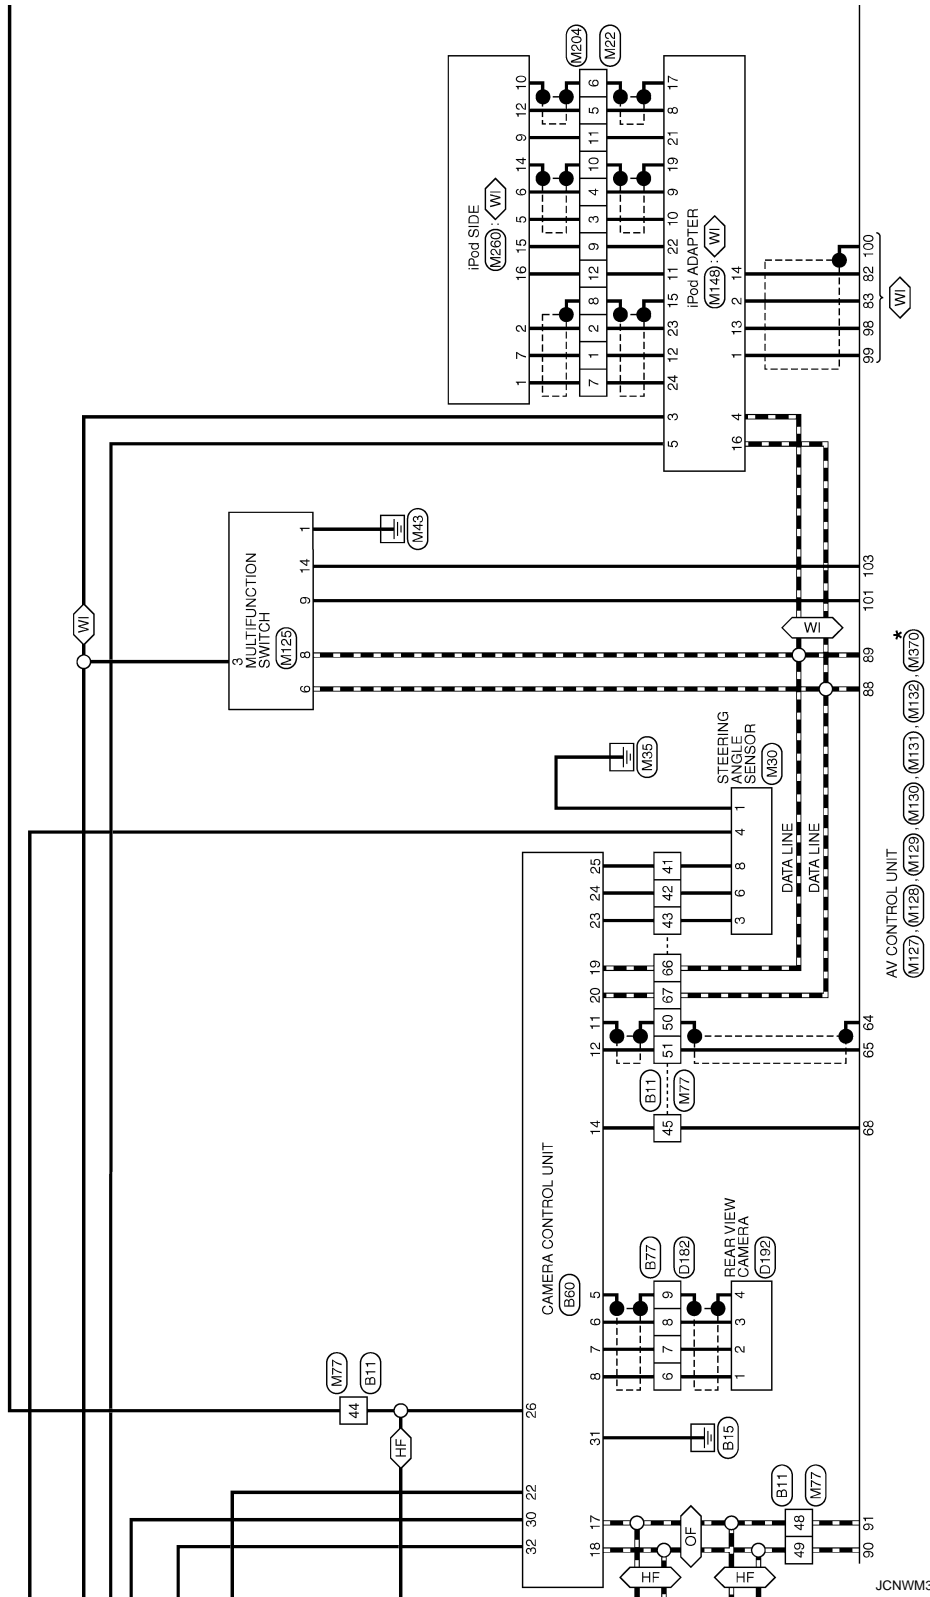 M204
M22
10
12
9
14
6
5
15
16
2
7
1
iPod SIDE
M260 : WI
6
5
11
10
4
3
9
12
8
2
1
7
17
8
21
19
9
10
22
11
15
23
12
24
3
5
iPod ADAPTER
M148 : WI
14
2
13
1
4
16
100
82
83
98
99
WI
1
14
9
8
6
3
MULTIFUNCTION
SWITCH
M125
M43
WI
WI
103
101
89
88
M35
STEERING
ANGLE
SENSOR
M30
1
4
8
6
3
DATA LINE
DATA LINE
AV CONTROL UNIT
M127 , M128 , M129 , M130 , M131 , M132 , M370 *
25
24
23
19
20
11
12
14
41
42
43
66
67
50
51
45
B11
M77
64
65
68
CAMERA CONTROL UNIT
B60
5
6
7
8
B77
D182
9
8
7
6
REAR VIEW
CAMERA
D192
4
3
2
1
M77
B11
44
HF
26
31
B15
22
30
32
17
18
OF
HF
HF
B11
M77
48
49
91
90
JCNWM3